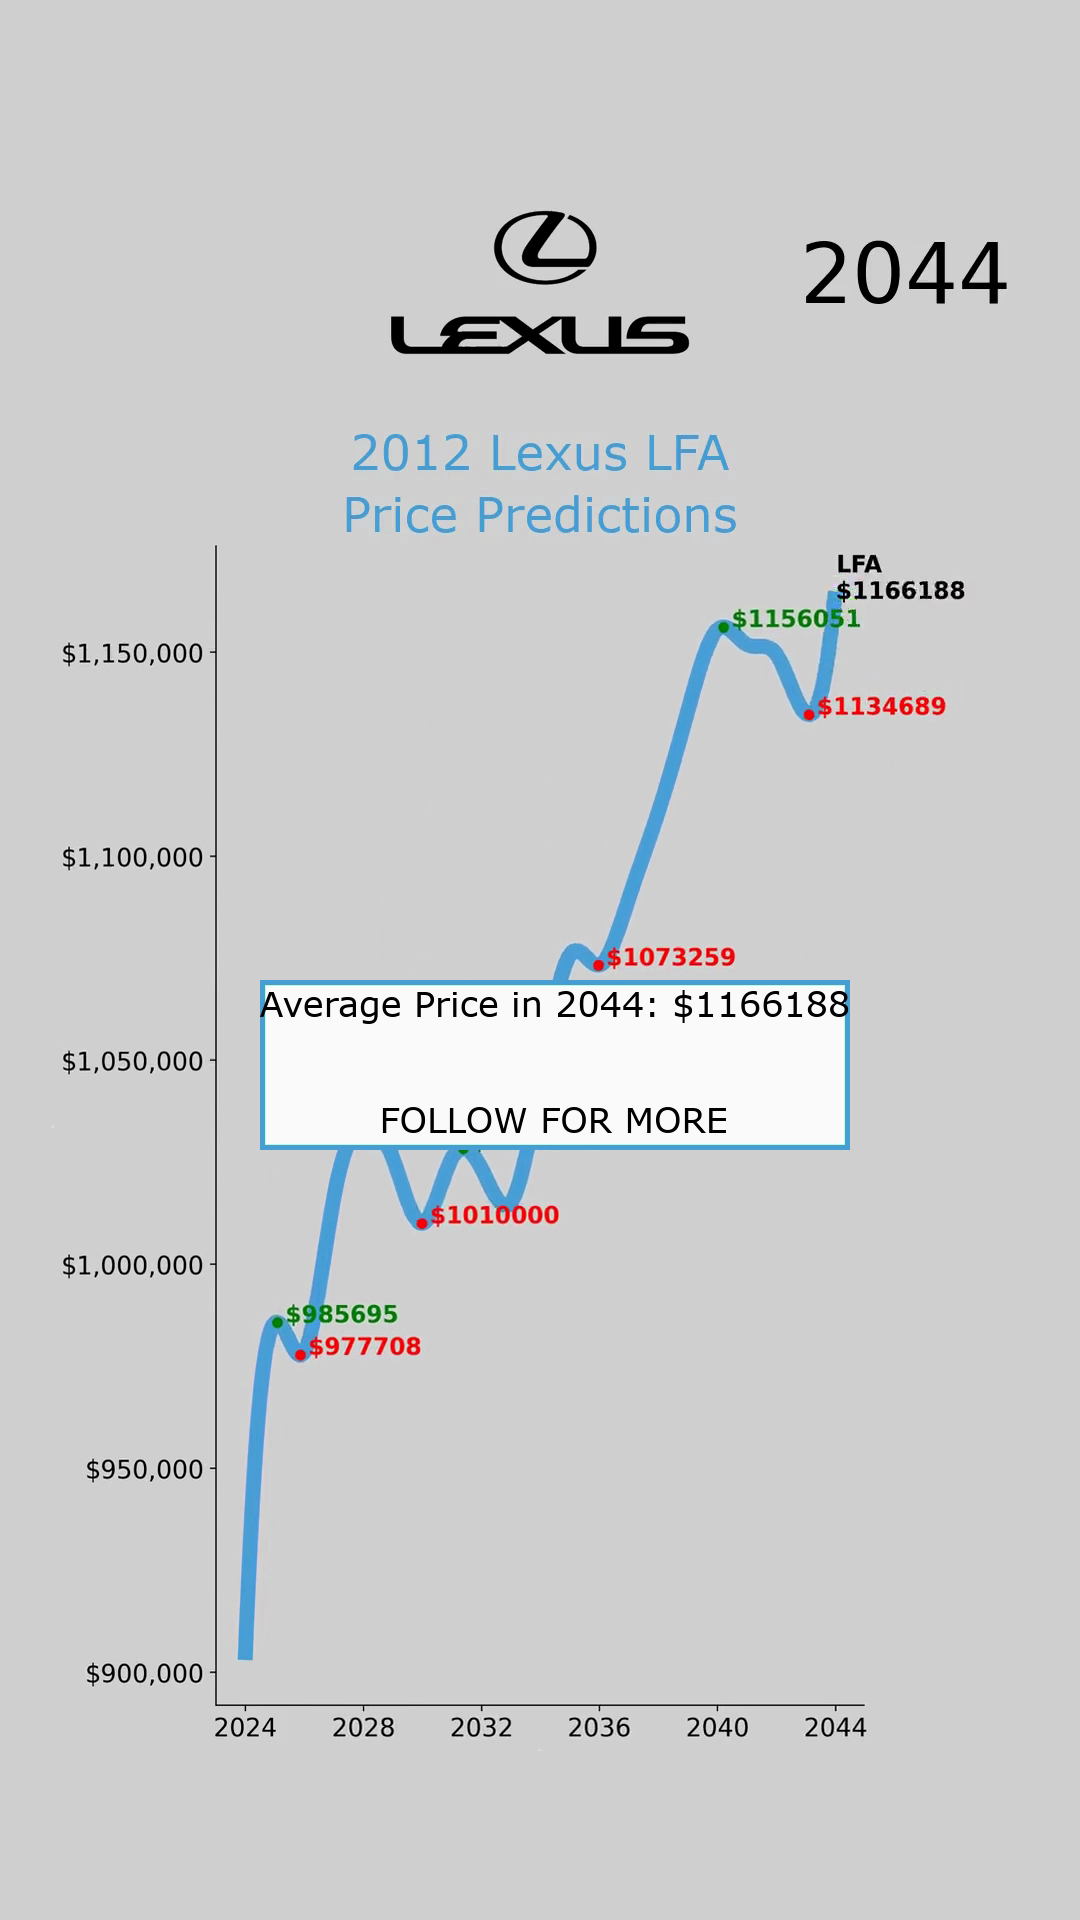 2044
LEXUS
2012 Lexus LFA
Price Predictions
LFA
$1166188
$1156051
$1150,000
$1134689
$1,100,000
$1073259
Average Price in 2044: $1166188
$1,050,000
FOLLOW FOR MORE
$1010000
$1,000,000
$985695
$977708
$950,000
$900,000
2024 2028 2032 2036 2040 2044